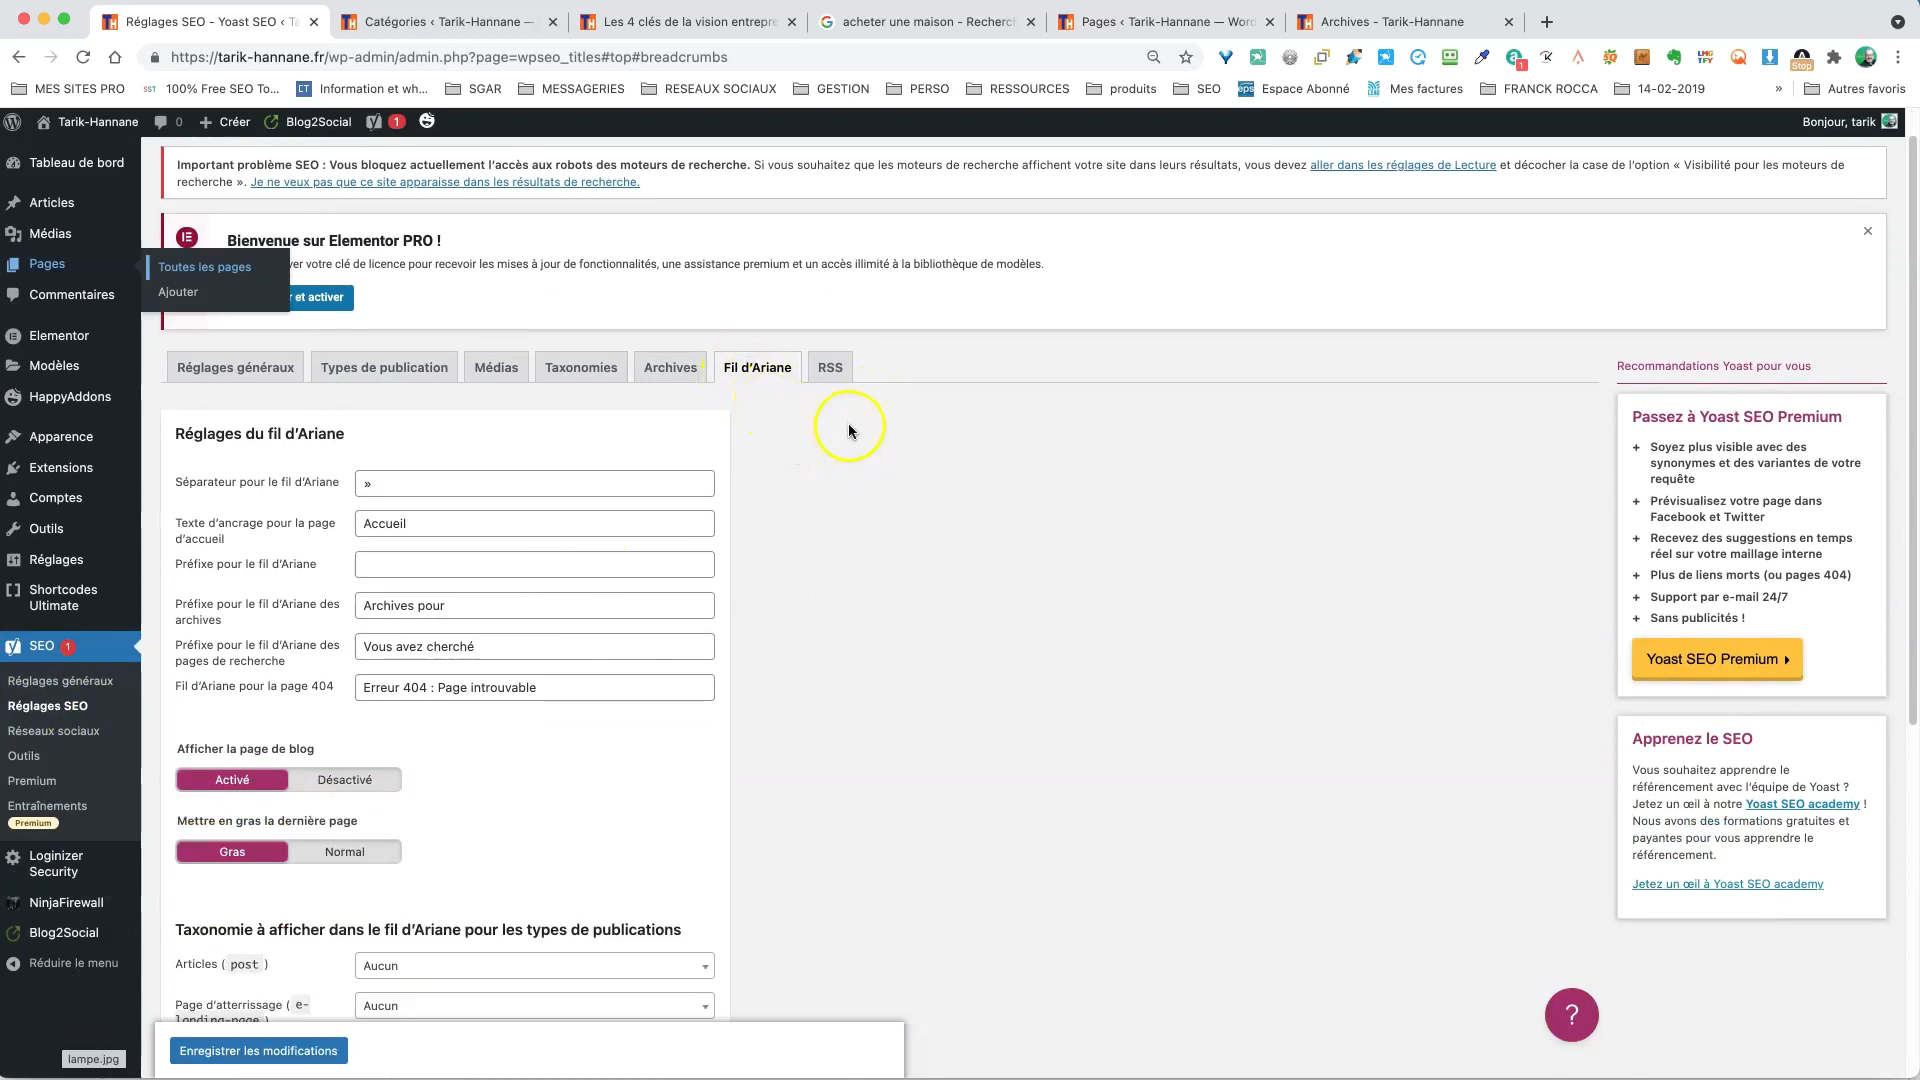 Réglages SEO - Yoast SEO ‹ Ta
Catégories ‹ Tarik-Hannane —
Les 4 clés de la vision entrepre
acheter une maison - Recherch
Pages ‹ Tarik-Hannane — Word
Archives - Tarik-Hannane
https://tarik-hannane.fr/wp-admin/admin.php?page=wpseo_titles#top#breadcrumbs
MES SITES PRO
SST
100% Free SEO To...
CT
Information et wh...
SGAR
MESSAGERIES
RESEAUX SOCIAUX
GESTION
PERSO
RESSOURCES
produits
SEO
eps
Espace Abonné
Mes factures
FRANCK ROCCA
14-02-2019
»
Autres favoris
Tarik-Hannane
0
Créer
Blog2Social
1
Bonjour, tarik
Tableau de bord
Articles
Médias
Pages
Commentaires
Elementor
Modèles
HappyAddons
Apparence
Extensions
Comptes
Outils
Réglages
Shortcodes
Ultimate
SEO 1
Réglages généraux
Réglages SEO
Réseaux sociaux
Outils
Premium
Entraînements
Premium
Loginizer
Security
NinjaFirewall
Blog2Social
Réduire le menu
lampe.jpg
Toutes les pages
Ajouter
Important problème SEO : Vous bloquez actuellement l’accès aux robots des moteurs de recherche. Si vous souhaitez que les moteurs de recherche affichent votre site dans leurs résultats, vous devez aller dans les réglages de Lecture et décocher la case de l’option « Visibilité pour les moteurs de
recherche ». Je ne veux pas que ce site apparaisse dans les résultats de recherche.
Bienvenue sur Elementor PRO !
ver votre clé de licence pour recevoir les mises à jour de fonctionnalités, une assistance premium et un accès illimité à la bibliothèque de modèles.
r et activer
Réglages généraux
Types de publication
Médias
Taxonomies
Archives
Fil d’Ariane
RSS
Réglages du fil d’Ariane
Séparateur pour le fil d’Ariane
»
Texte d’ancrage pour la page
d’accueil
Accueil
Préfixe pour le fil d’Ariane
Préfixe pour le fil d’Ariane des
archives
Archives pour
Préfixe pour le fil d’Ariane des
pages de recherche
Vous avez cherché
Fil d’Ariane pour la page 404
Erreur 404 : Page introuvable
Afficher la page de blog
Activé
Désactivé
Mettre en gras la dernière page
Gras
Normal
Taxonomie à afficher dans le fil d’Ariane pour les types de publications
Articles ( post )
Aucun
Page d’atterrissage ( e-
landing-page )
Aucun
Enregistrer les modifications
Recommandations Yoast pour vous
Passez à Yoast SEO Premium
+ Soyez plus visible avec des
synonymes et des variantes de votre
requête
+ Prévisualisez votre page dans
Facebook et Twitter
+ Recevez des suggestions en temps
réel sur votre maillage interne
+ Plus de liens morts (ou pages 404)
+ Support par e-mail 24/7
+ Sans publicités !
Yoast SEO Premium
Apprenez le SEO
Vous souhaitez apprendre le
référencement avec l’équipe de Yoast ?
Jetez un œil à notre Yoast SEO academy !
Nous avons des formations gratuites et
payantes pour vous apprendre le
référencement.
Jetez un œil à Yoast SEO academy
?